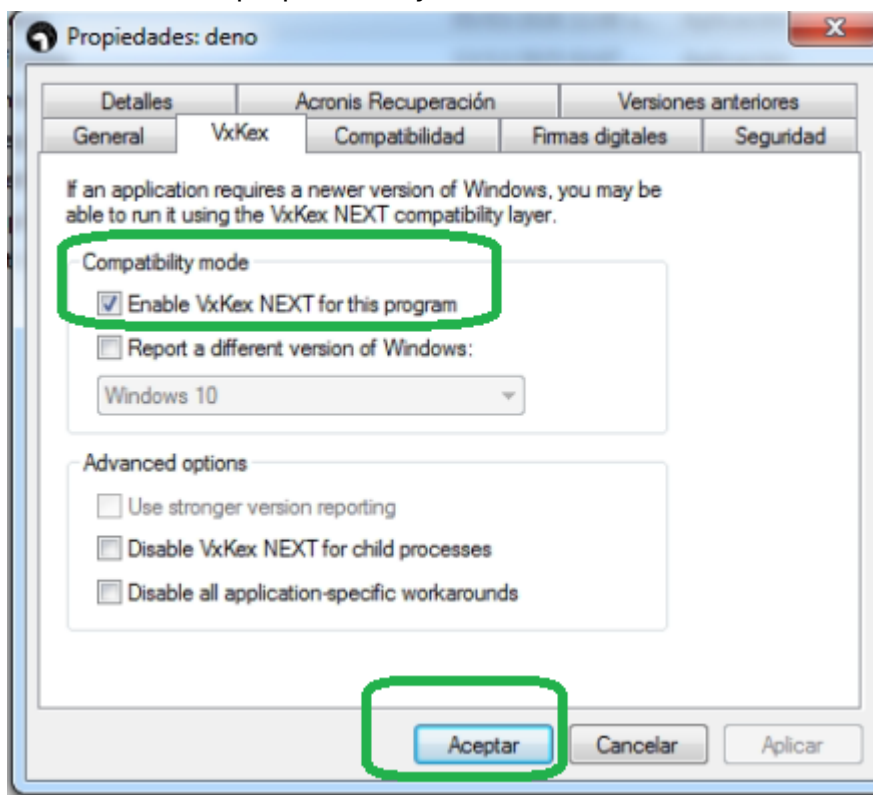 Propiedades: deno
Detalles
Acronis Recuperación
Versiones anteriores
General
VxKex
Compatibilidad
Firmas digitales
Seguridad
If an application requires a newer version of Windows, you may be
able to run it using the VxKex NEXT compatibility layer.
Compatibility mode
Enable VxKex NEXT for this program
Report a different version of Windows:
Windows 10
Advanced options
Use stronger version reporting
Disable VxKex NEXT for child processes
Disable all application-specific workarounds
Aceptar
Cancelar
Aplicar